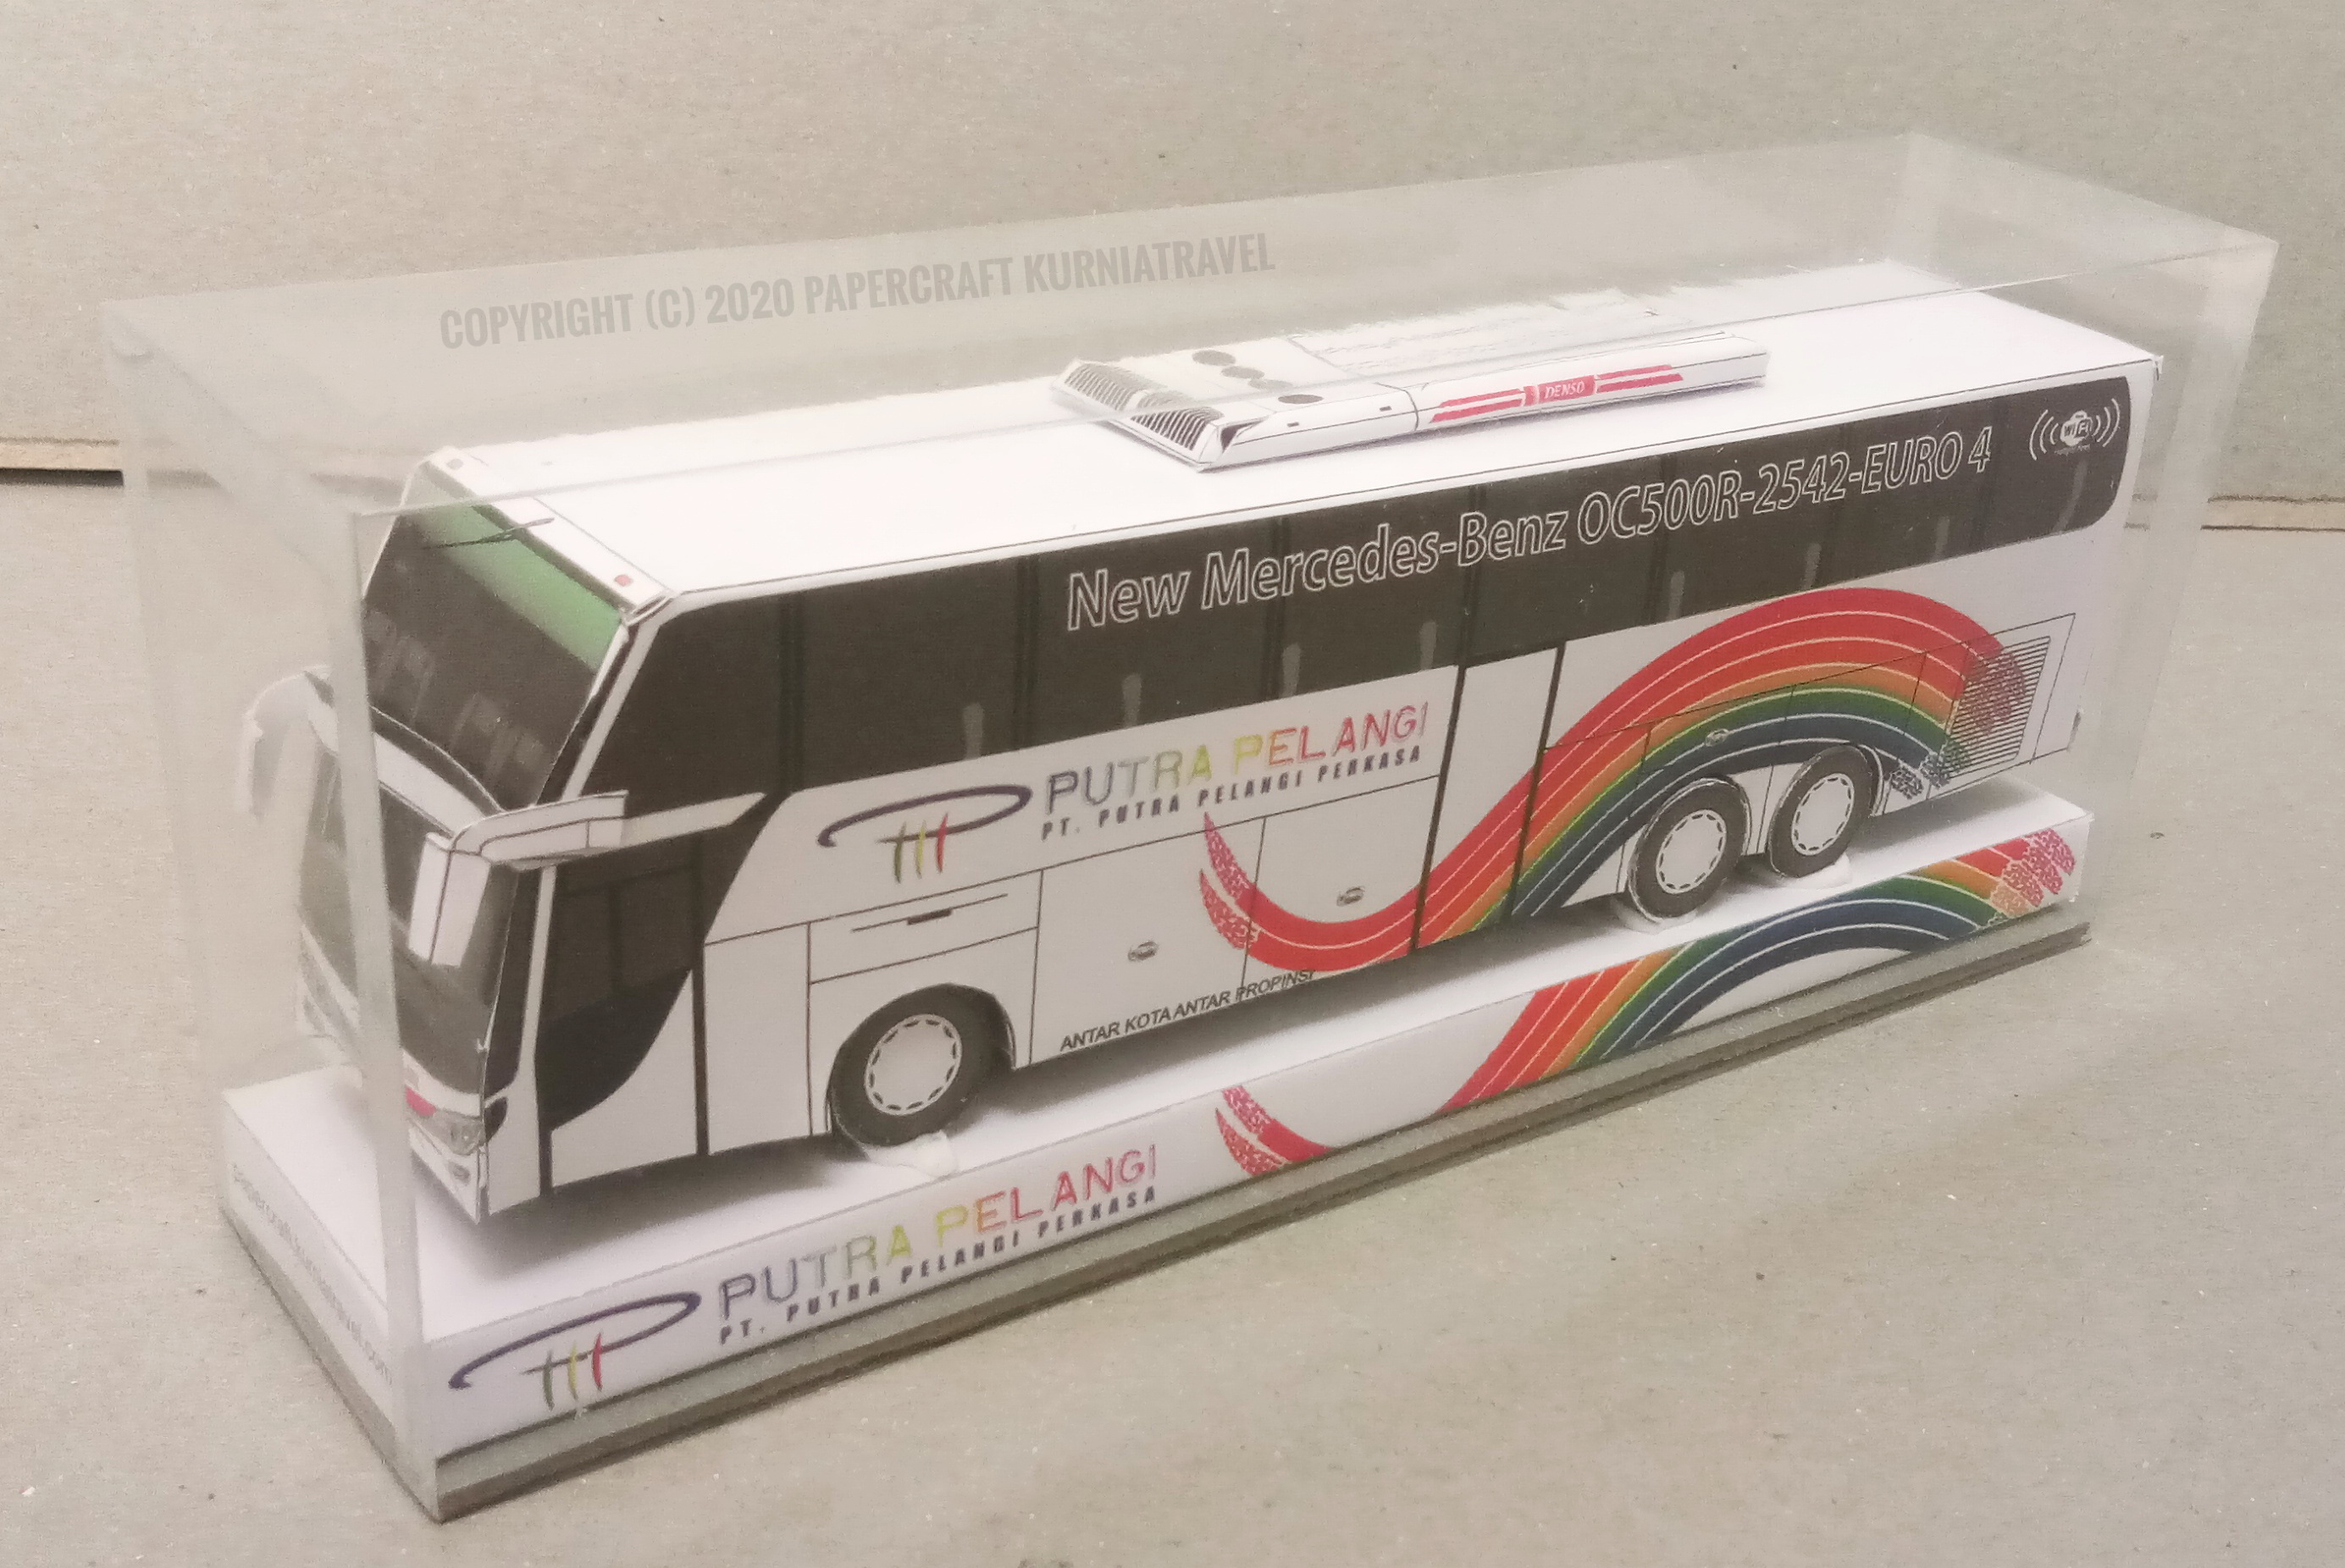 COPYRIGHT (C) 2020 PAPERCRAFT KURNIATRAVEL
DENSO
New Mercedes-Benz OC500R-2542-EURO 4
WiFi
PUTRA PELANGI
PT. PUTRA PELANGI PERKASA
ANTAR KOTA ANTAR PROPINSI
PUTRA PELANGI
PT. PUTRA PELANGI PERKASA